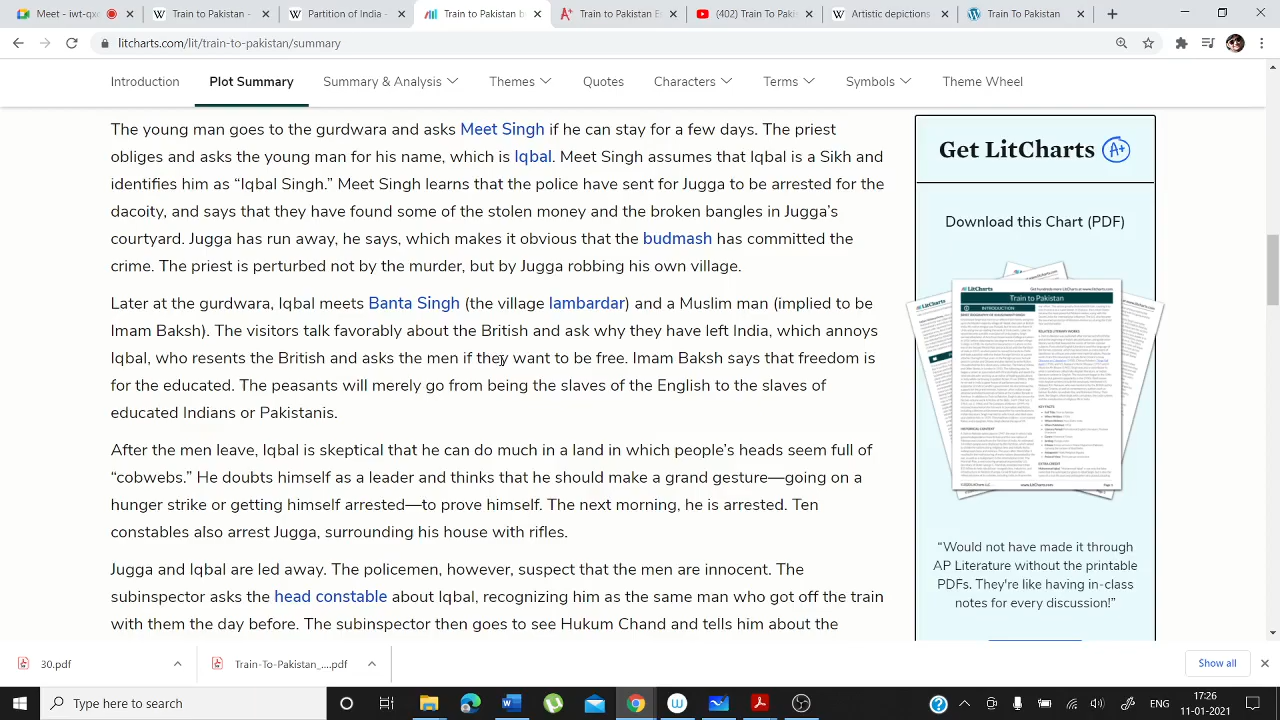 Meet - iwt-qxe
Partition of Indi
Partition of Indi
Train to Pakistan b
Train to Pakistan E
(402) Train to Pak
Artistic depictions
Train to Pakistan
litcharts.com/lit/train-to-pakistan/summary
Introduction Plot Summary Summary & Analysis Themes Quotes Characters Terms Symbols Theme Wheel
The young man goes to the gurdwara and asks Meet Singh if he can stay for a few days. The priest
obliges and asks the young man for his name, which is Iqbal. Meet Singh assumes that Iqbal is a Sikh and
identifies him as “Iqbal Singh.” Meet Singh learns that the police have sent for Jugga to be arrested for the
dacoity, and says that they have found some of the stolen money and the broken bangles in Jugga’s
courtyard. Jugga has run away, he says, which makes it obvious that the budmash has committed the
crime. The priest is perturbed not by the murder, but by Jugga robbing his own village.
Later at the gurdwara, Iqbal meets Banta Singh (the village lambardar) and a Muslim man (who may be
Imam Baksh). The visitors talk admiringly about the British and ask why they have left India, which annoys
Iqbal, who resents the British and asks the men if they want to be free. Imam Baksh says that freedom is
for the educated. The peasants will merely go from being the slaves of the English to the slaves of
educated Indians or Pakistanis.
After the men leave, Iqbal feels that he can do nothing in a land in which people’s heads are full of
“cobwebs.” He doubts himself as a leader and thinks that he should do something bold—like going on a
hunger strike or getting himself arrested—to prove himself. The next morning, he is arrested. Ten
constables also arrest Jugga, surrounding his house with rifles.
Jugga and Iqbal are led away. The policemen, however, suspect that the men are innocent. The
subinspector asks the head constable about Iqbal, recognizing him as the same man who got off the train
with them the day before. The subinspector then goes to see Hukum Chand and tells him about the
Get LitCharts A+
Download this Chart (PDF)
LitCharts
Train to Pakistan
INTRODUCTION
“Would not have made it through
AP Literature without the printable
PDFs. They're like having in-class
notes for every discussion!”
30.pdf
Train-To-Pakistan_....pdf
Show all
Type here to search
ENG
17:26
11-01-2021